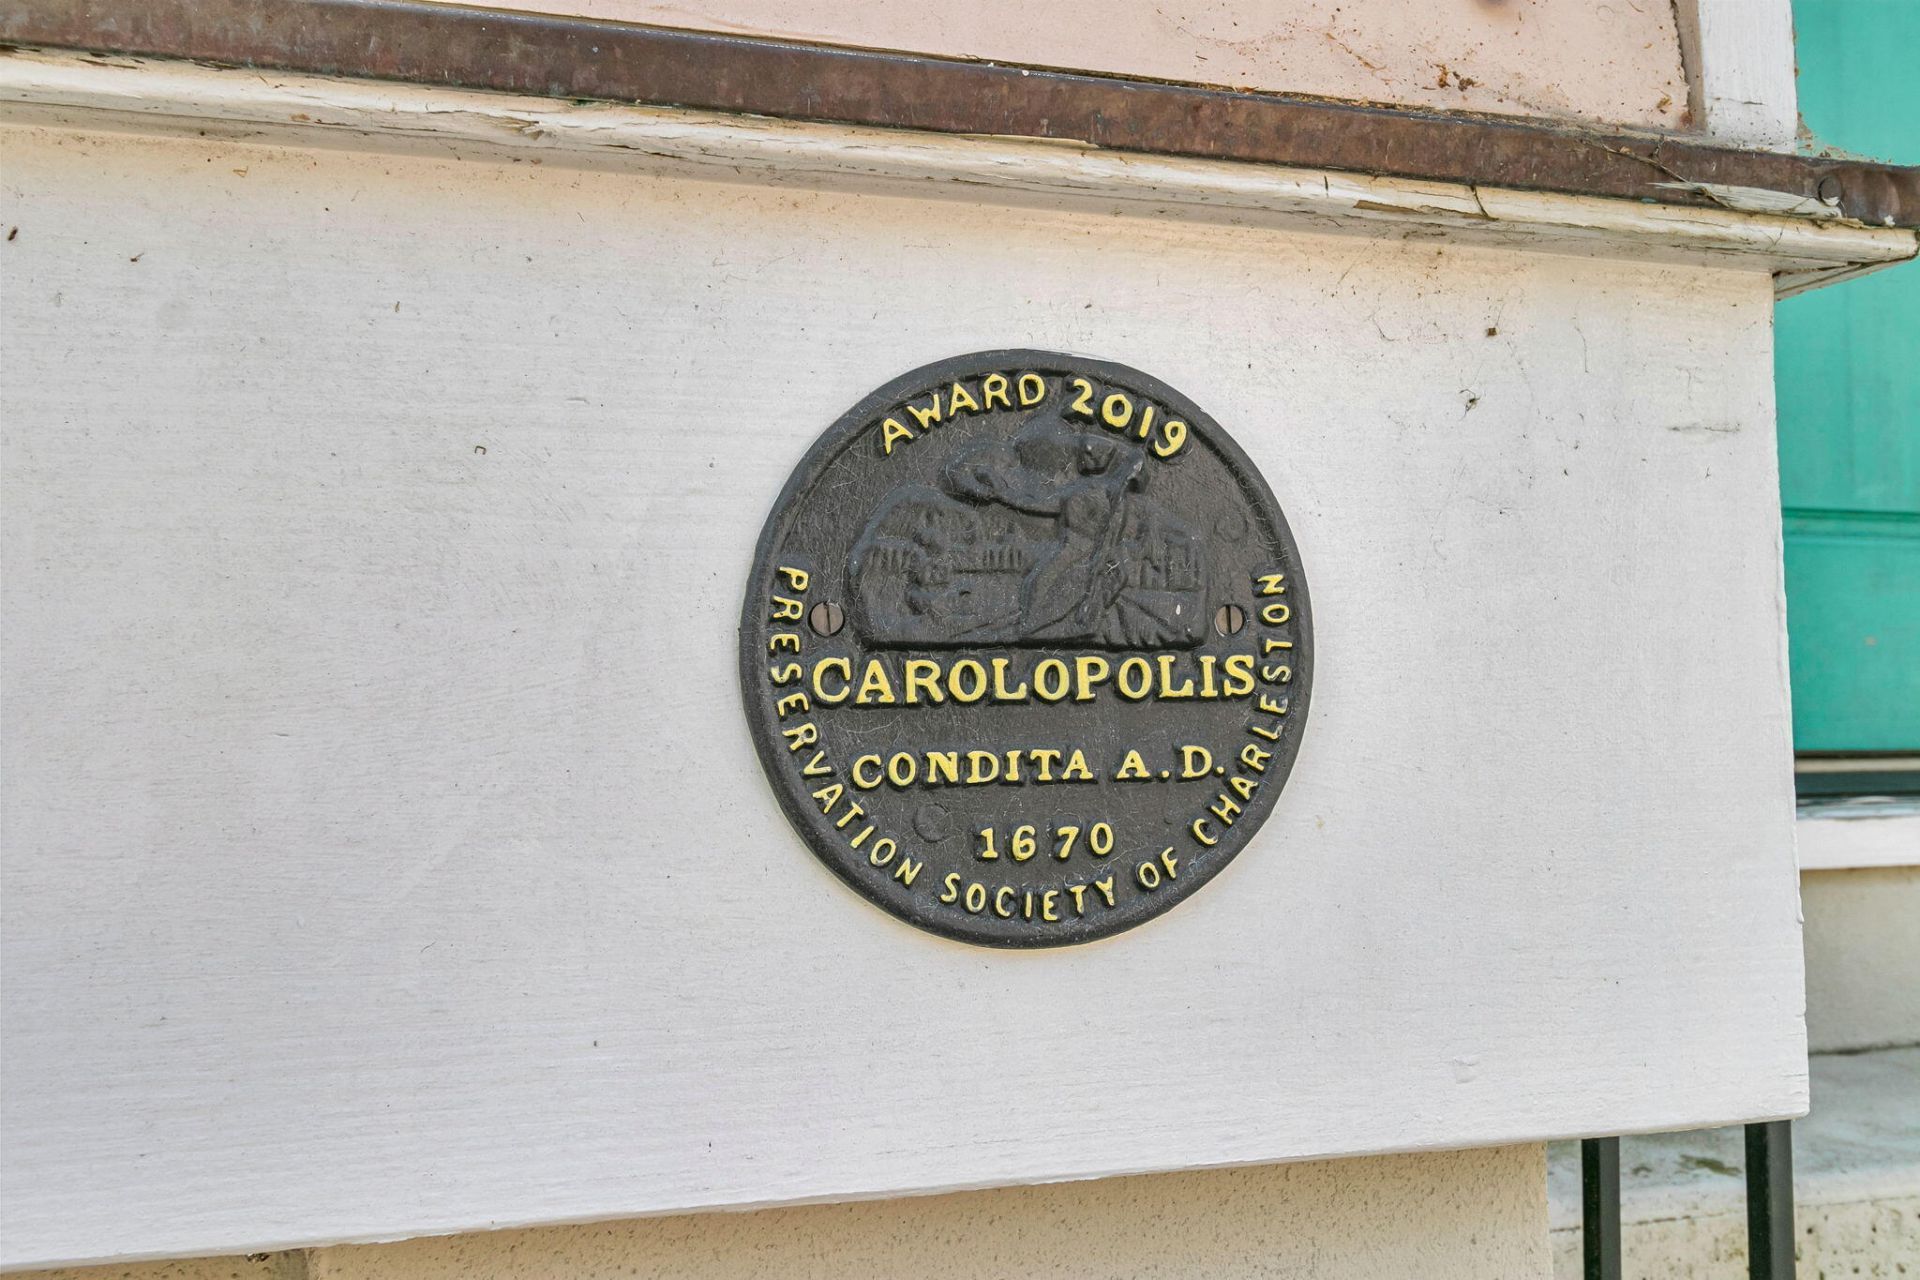 AWARD 2019
CAROLOPOLIS
CONDITA A.D.
1670
PRESERVATION SOCIETY OF CHARLESTON